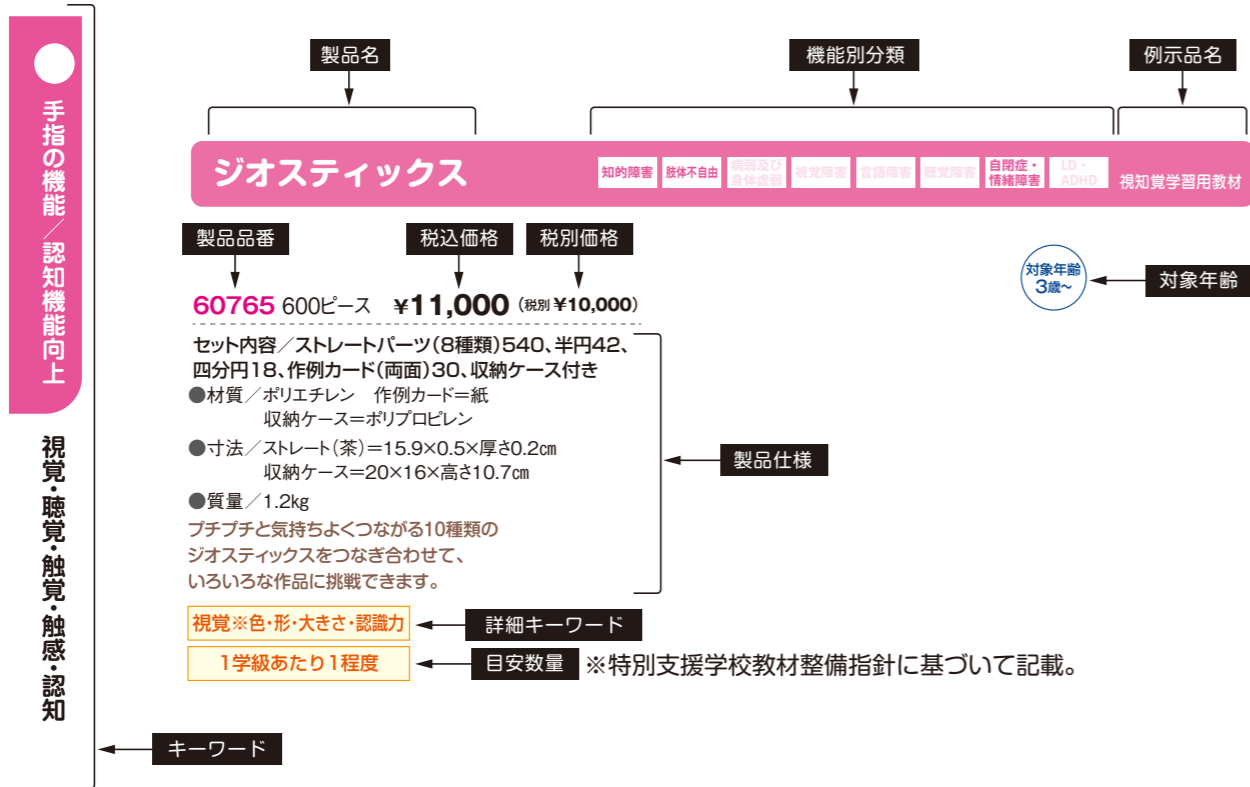 手指の機能／認知機能向上
視覚・聴覚・触覚・触感・認知
製品名
機能別分類
例示品名
ジオスティックス
知的障害
肢体不自由
病弱及び
身体虚弱
視覚障害
言語障害
聴覚障害
自閉症・
情緒障害
LD・
ADHD
視知覚学習用教材
製品品番
税込価格
税別価格
対象年齢
3歳～
対象年齢
60765 600ピース ¥11,000 (税別 ¥10,000)
セット内容／ストレートパーツ（8種類）540、半円42、
四分円18、作例カード（両面）30、収納ケース付き
●材質／ポリエチレン　作例カード＝紙
収納ケース＝ポリプロピレン
●寸法／ストレート（茶）＝15.9×0.5×厚さ0.2㎝
収納ケース＝20×16×高さ10.7㎝
●質量／1.2kg
プチプチと気持ちよくつながる10種類の
ジオスティックスをつなぎ合わせて、
いろいろな作品に挑戦できます。
製品仕様
視覚※色・形・大きさ・認識力
詳細キーワード
1学級あたり1程度
目安数量
※特別支援学校教材整備指針に基づいて記載。
キーワード